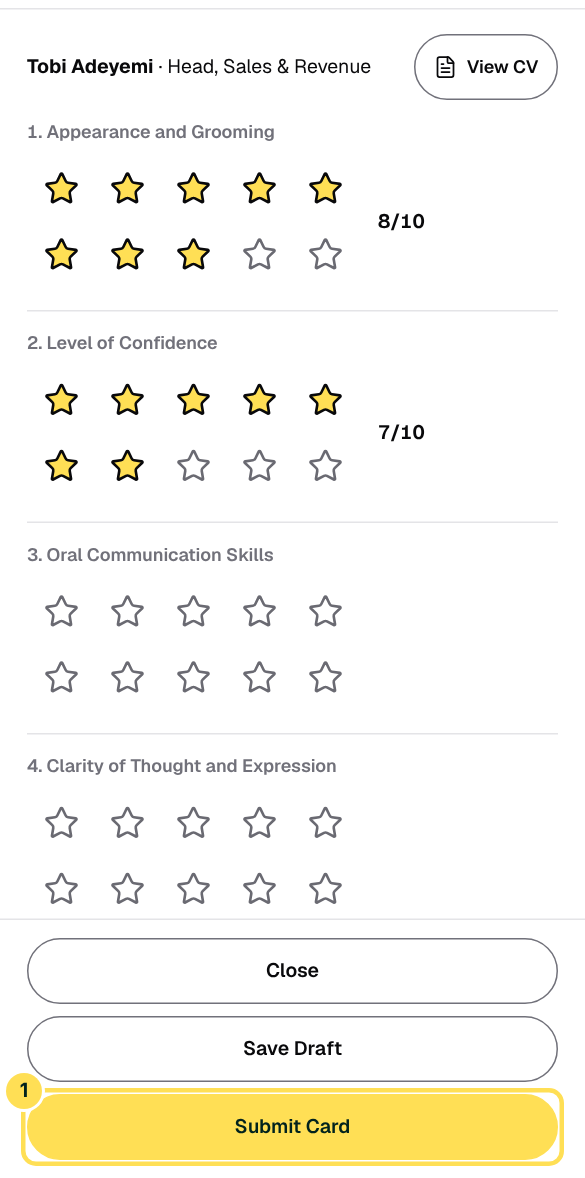 Tobi Adeyemi · Head, Sales & Revenue
View CV
1. Appearance and Grooming
8/10
2. Level of Confidence
7/10
3. Oral Communication Skills
4. Clarity of Thought and Expression
Close
Save Draft
1
Submit Card